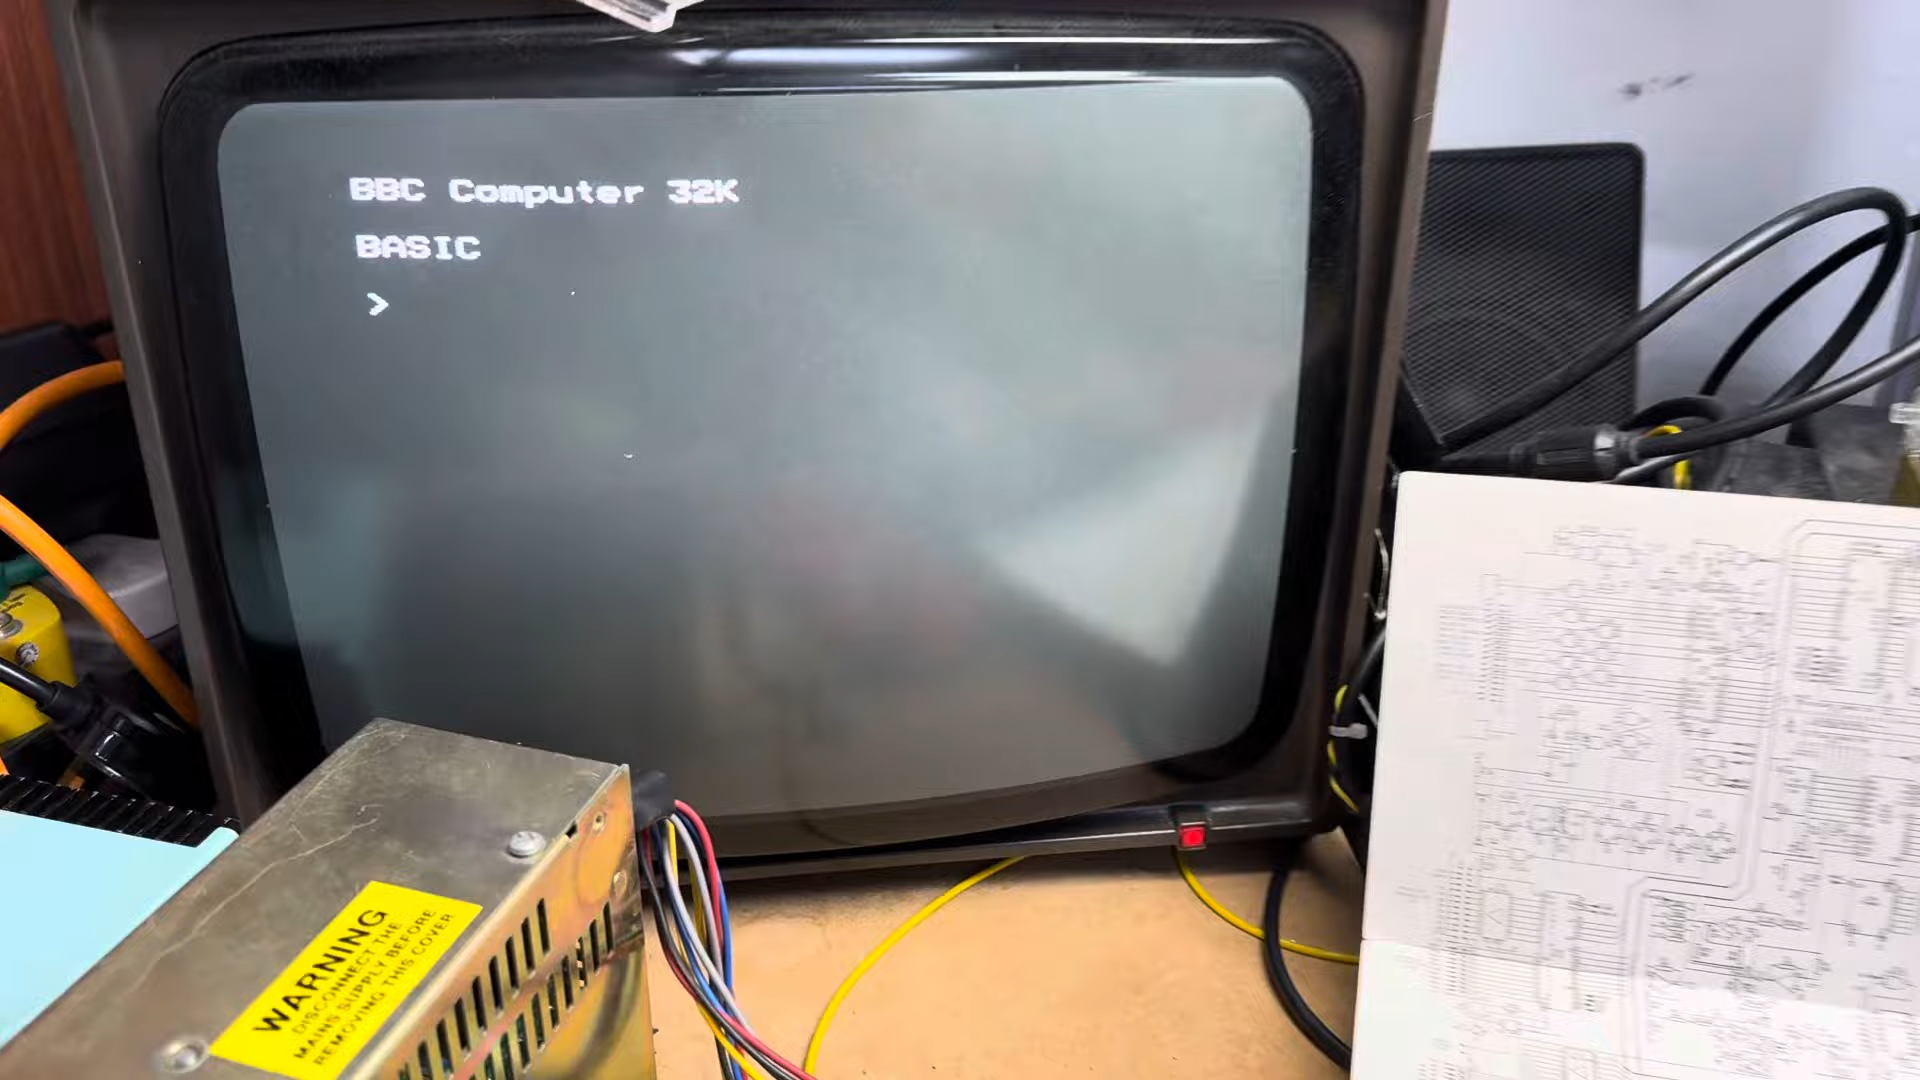 BBC Computer 32K
BASIC
>
WARNING
DISCONNECT THE
MAINS SUPPLY BEFORE
REMOVING THIS COVER